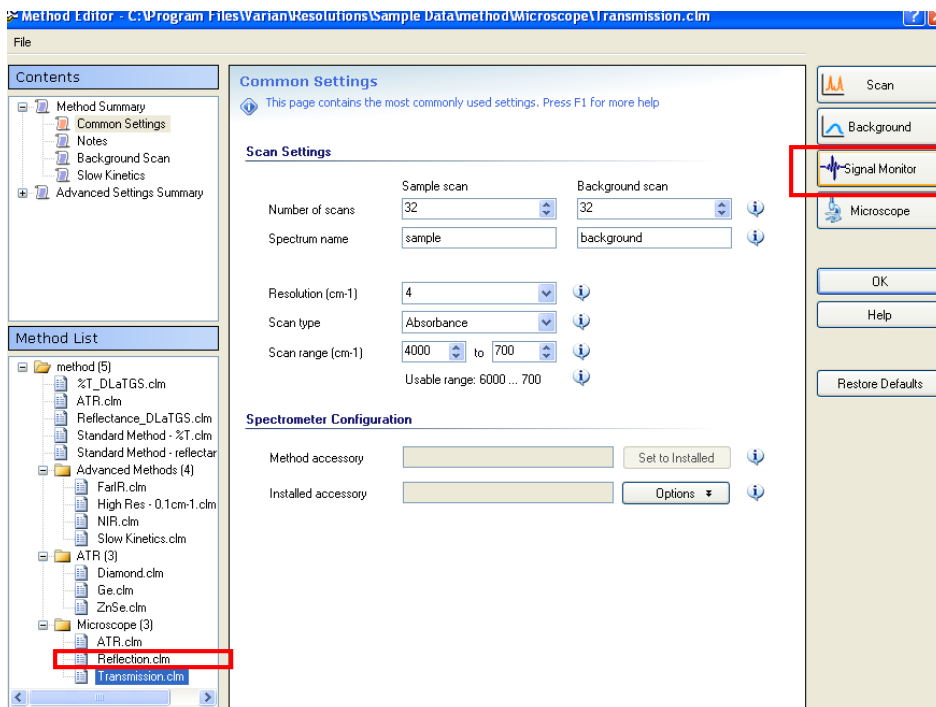 Method Editor - C:\Program Files\Varian\Resolutions\Sample Data\method\Microscope\Transmission.clm
File
Contents
Method Summary
Common Settings
Notes
Background Scan
Slow Kinetics
Advanced Settings Summary
Method List
method (5)
%T_DLaTGS.clm
ATR.clm
Reflectance_DLaTGS.clm
Standard Method - %T.clm
Standard Method - reflectar
Advanced Methods (4)
FarIR.clm
High Res - 0.1cm-1.clm
NIR.clm
Slow Kinetics.clm
ATR (3)
Diamond.clm
Ge.clm
ZnSe.clm
Microscope (3)
ATR.clm
Reflection.clm
Transmission.clm
Common Settings
This page contains the most commonly used settings. Press F1 for more help
Scan Settings
Sample scan Background scan
Number of scans 32 32
Spectrum name sample background
Resolution (cm-1) 4
Scan type Absorbance
Scan range (cm-1) 4000 to 700
Usable range: 6000 ... 700
Spectrometer Configuration
Method accessory Set to Installed
Installed accessory Options
Scan
Background
Signal Monitor
Microscope
OK
Help
Restore Defaults